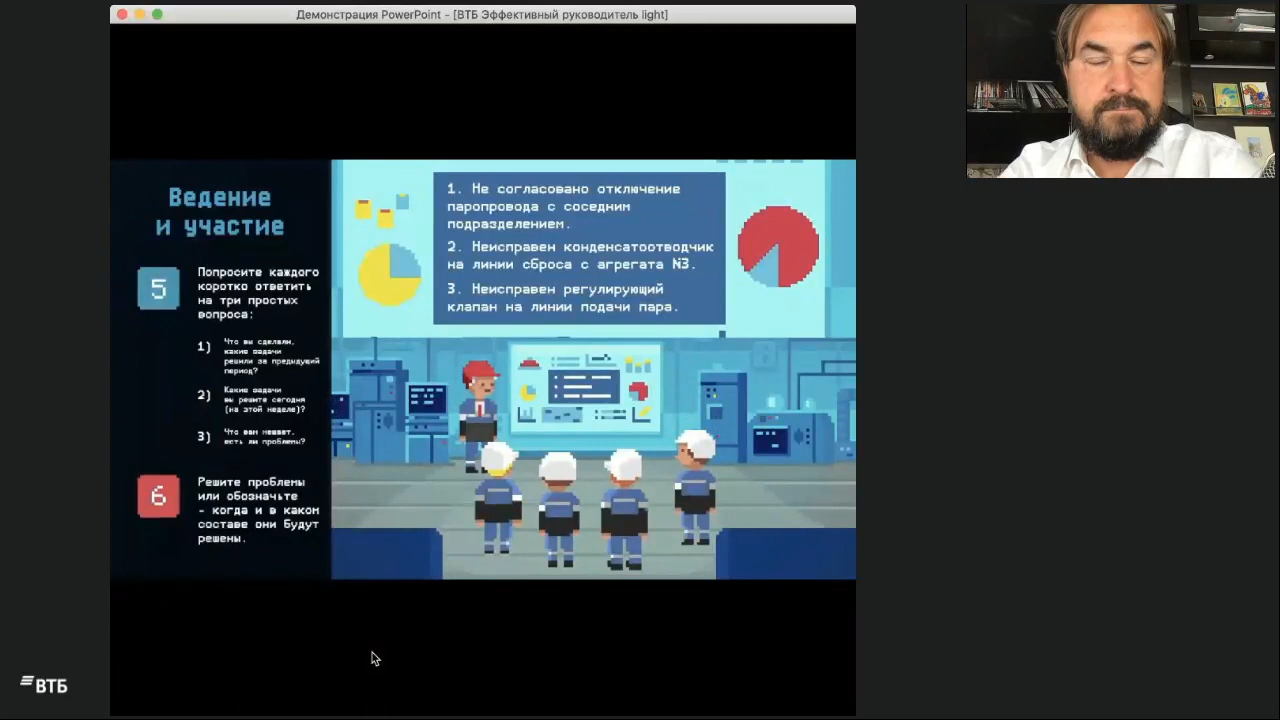 Демонстрация PowerPoint - [ВТБ Эффективный руководитель light]
Ведение
и участие
5
Попросите каждого
коротко ответить
на три простых
вопроса:
1)
Что вы сделали,
какие задачи
решили за предыдущий
период?
2)
Какие задачи
вы решите сегодня
(на этой неделе)?
3)
Что вам мешает,
есть ли проблемы?
6
Решите проблемы
или обозначьте
- когда и в каком
составе они будут
решены.
1. Не согласовано отключение
паропровода с соседним
подразделением.
2. Неисправен конденсатоотводчик
на линии сброса с агрегата №3.
3. Неисправен регулирующий
клапан на линии подачи пара.
ВТБ